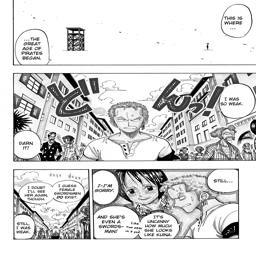 THIS IS
WHERE
...
...THE
GREAT
AGE OF
PIRATES
BEGAN.
I WAS
SO WEAK.
DARN
IT!
STILL...
I-I'M
SORRY.
AND SHE'S
EVEN A
SWORDS-
MAN!
IT'S
UNCANNY
HOW MUCH
SHE LOOKS
LIKE KUINA.
I GUESS
FEMALE
SWORDSMEN
DO EXIST.
I DOUBT
I'LL SEE
HER AGAIN,
THOUGH.
STILL...
I WAS
WEAK!